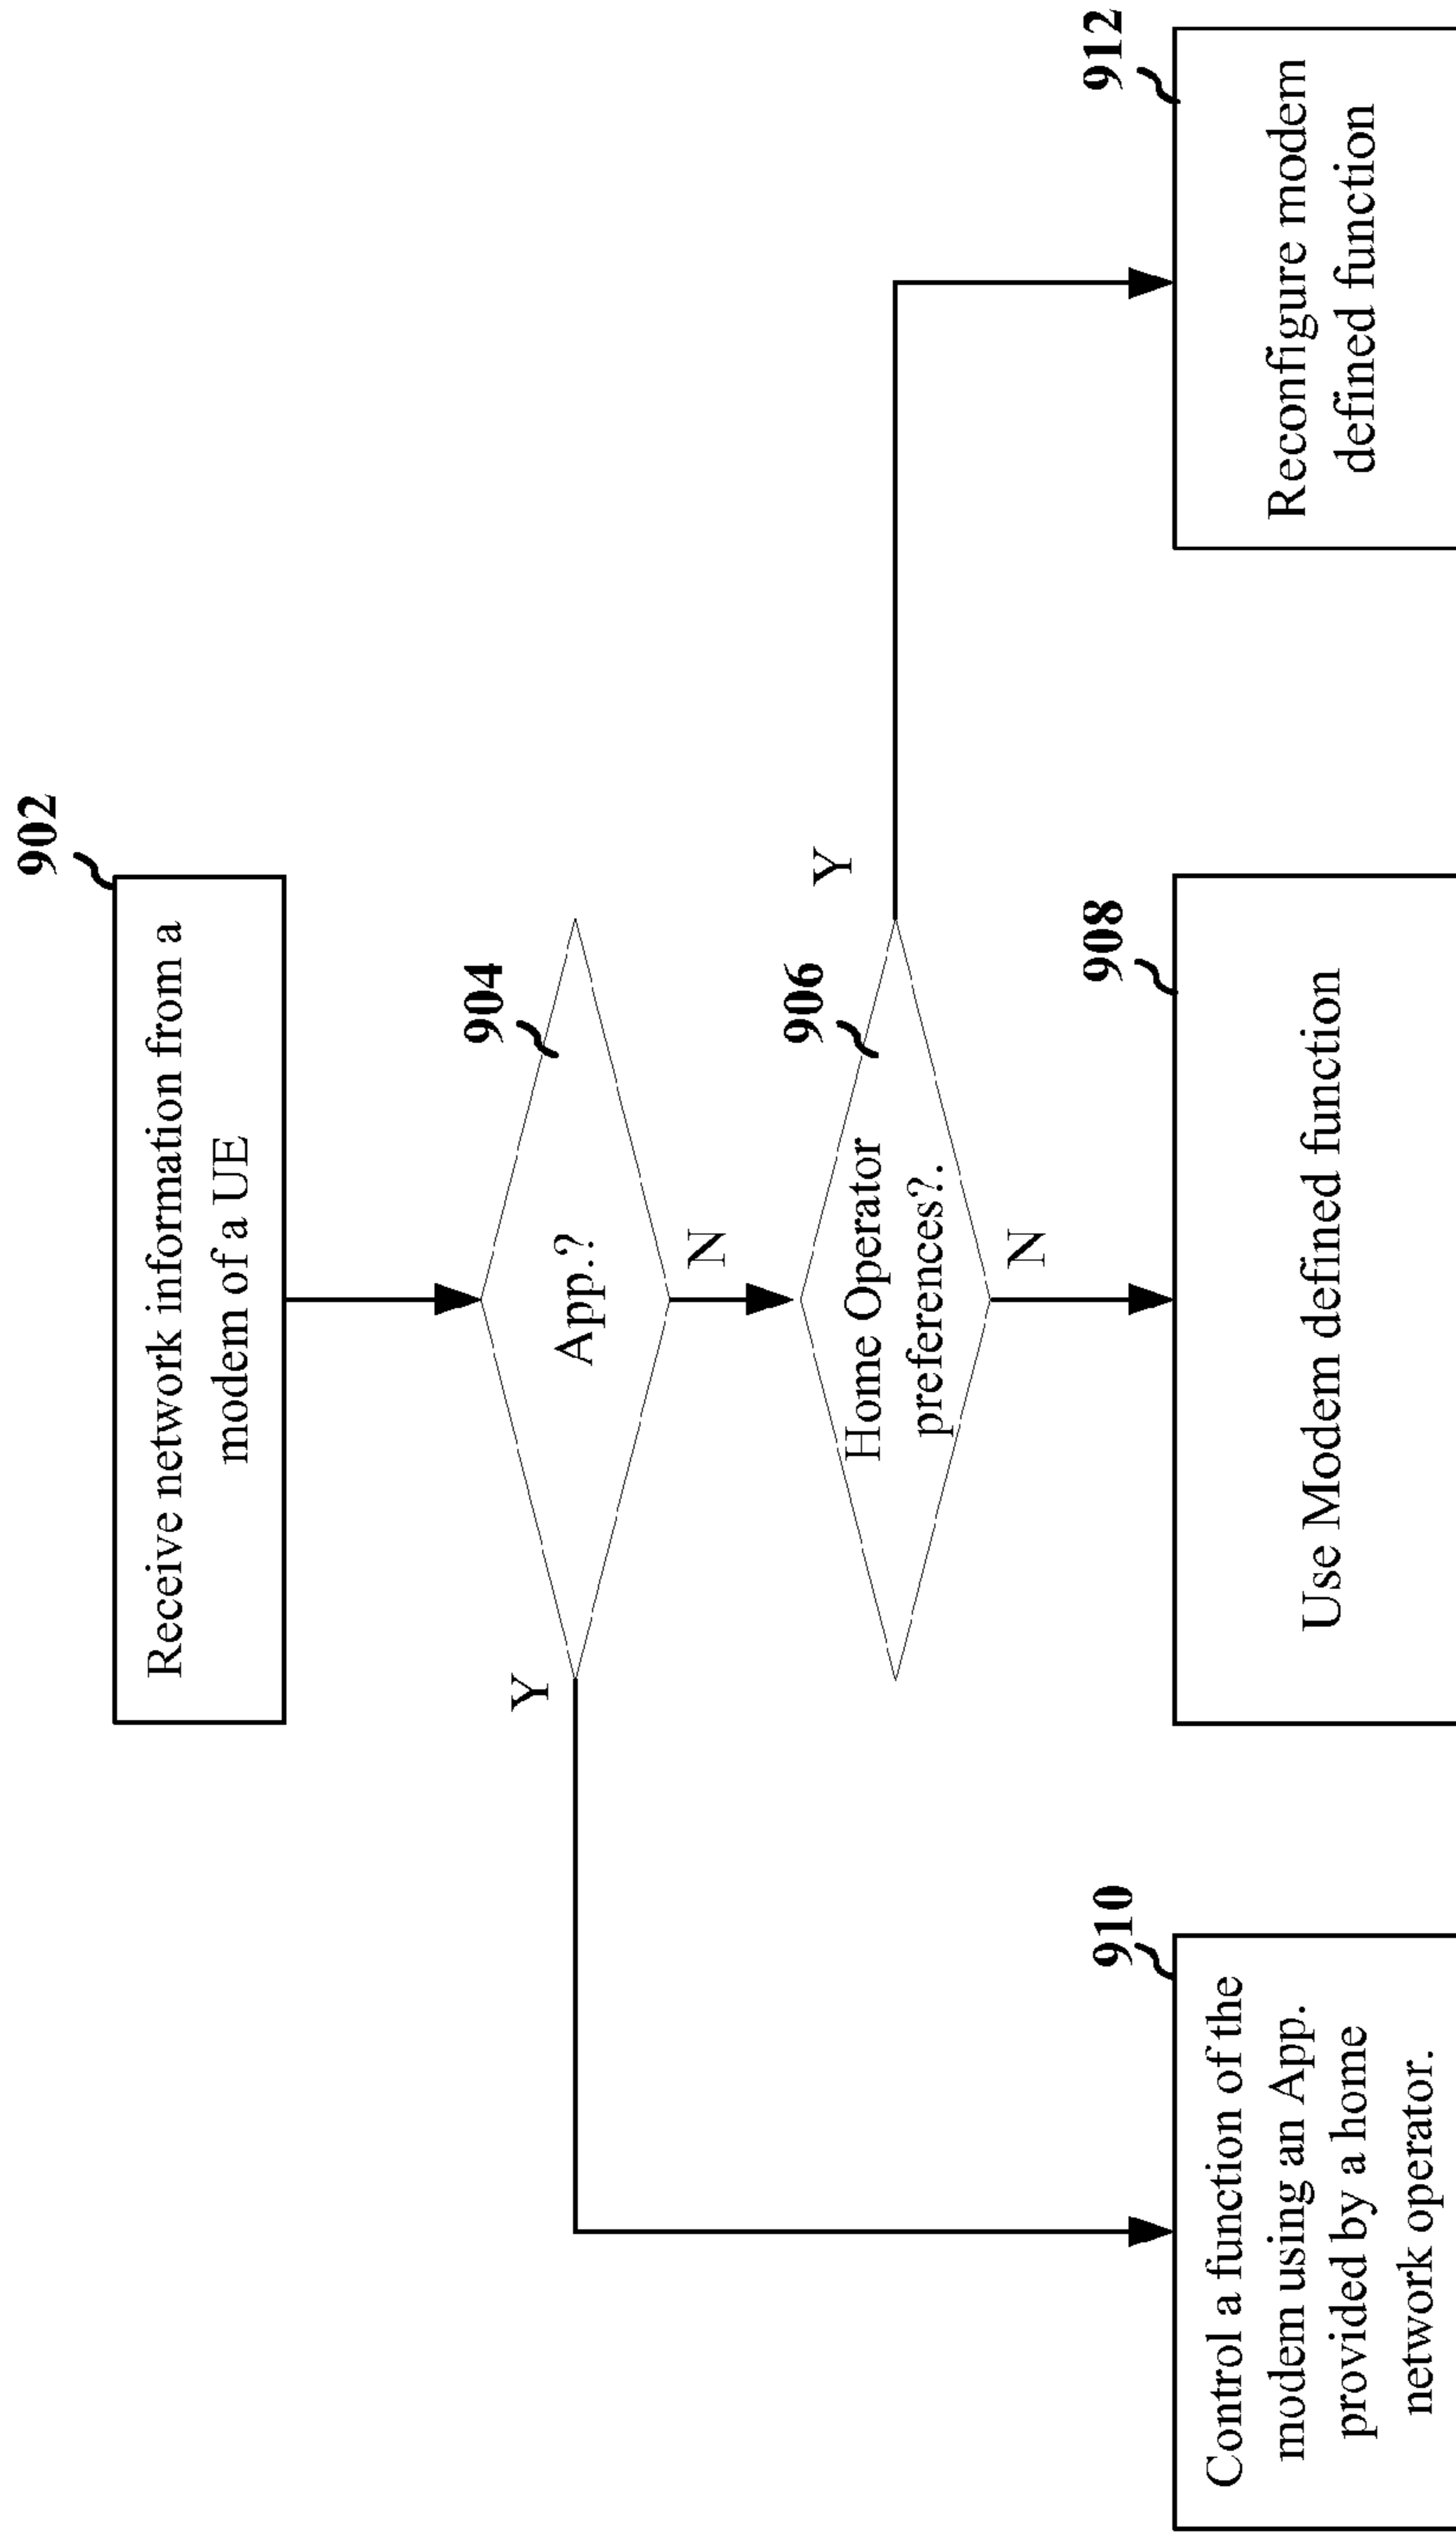 902
Receive network information from a
modem of a UE
904
App.?
Y
N
906
Home Operator
preferences?.
Y
N
910
Control a function of the
modem using an App.
provided by a home
network operator.
908
Use Modem defined function
912
Reconfigure modem
defined function